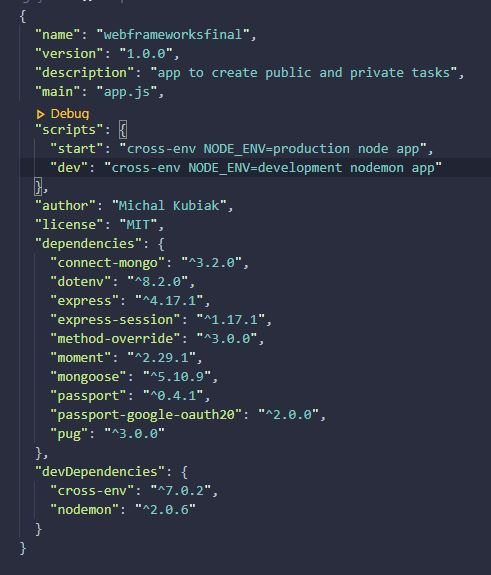 {
"name": "webframeworksfinal",
"version": "1.0.0",
"description": "app to create public and private tasks",
"main": "app.js",
Debug
"scripts": {
"start": "cross-env NODE_ENV=production node app",
"dev": "cross-env NODE_ENV=development nodemon app"
},
"author": "Michal Kubiak",
"license": "MIT",
"dependencies": {
"connect-mongo": "^3.2.0",
"dotenv": "^8.2.0",
"express": "^4.17.1",
"express-session": "^1.17.1",
"method-override": "^3.0.0",
"moment": "^2.29.1",
"mongoose": "^5.10.9",
"passport": "^0.4.1",
"passport-google-oauth20": "^2.0.0",
"pug": "^3.0.0"
},
"devDependencies": {
"cross-env": "^7.0.2",
"nodemon": "^2.0.6"
}
}